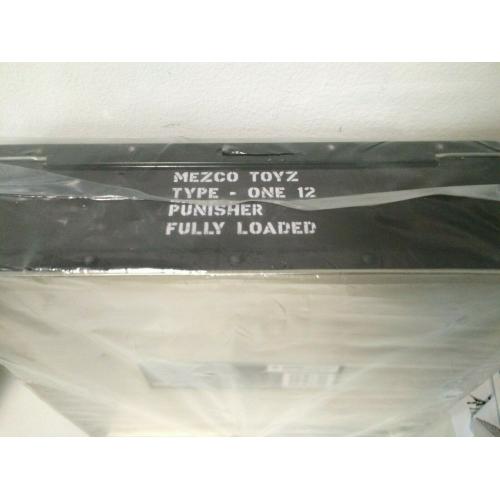 MEZCO TOYZ
TYPE - ONE 12
PUNISHER
FULLY LOADED